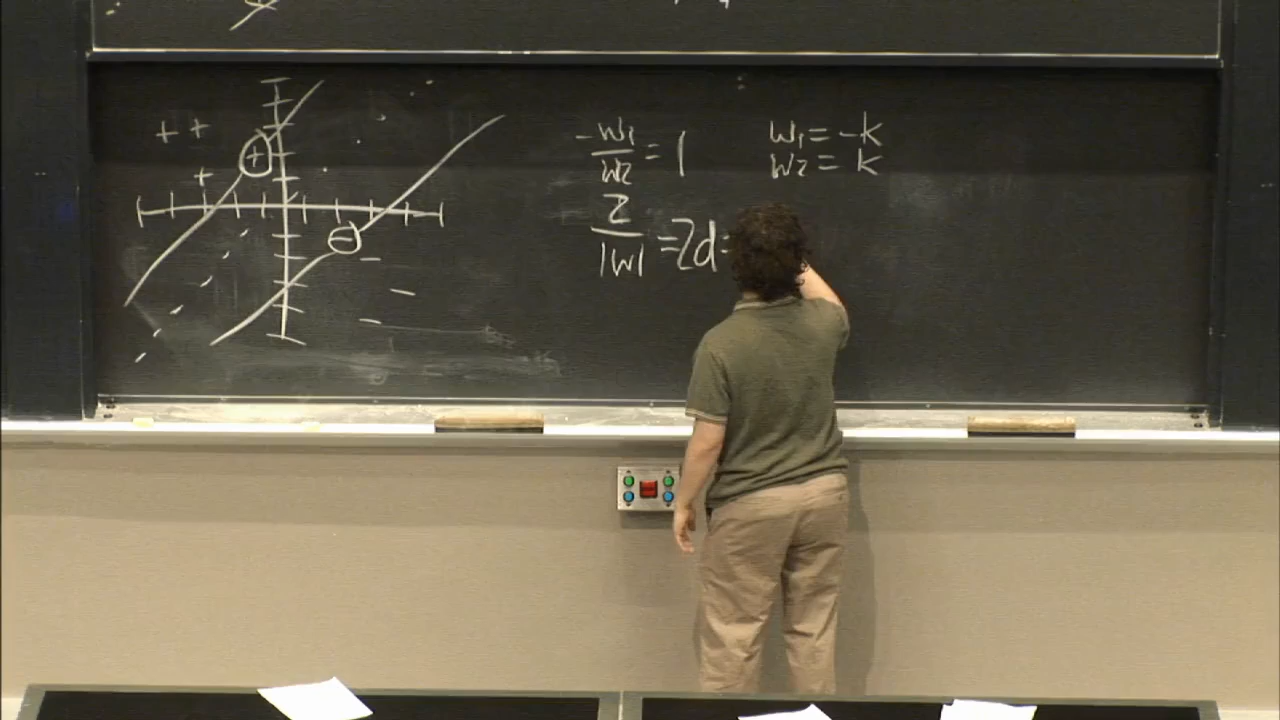 -w1/w2 = 1
w1 = -k
w2 = k
2/|w| = 2d =